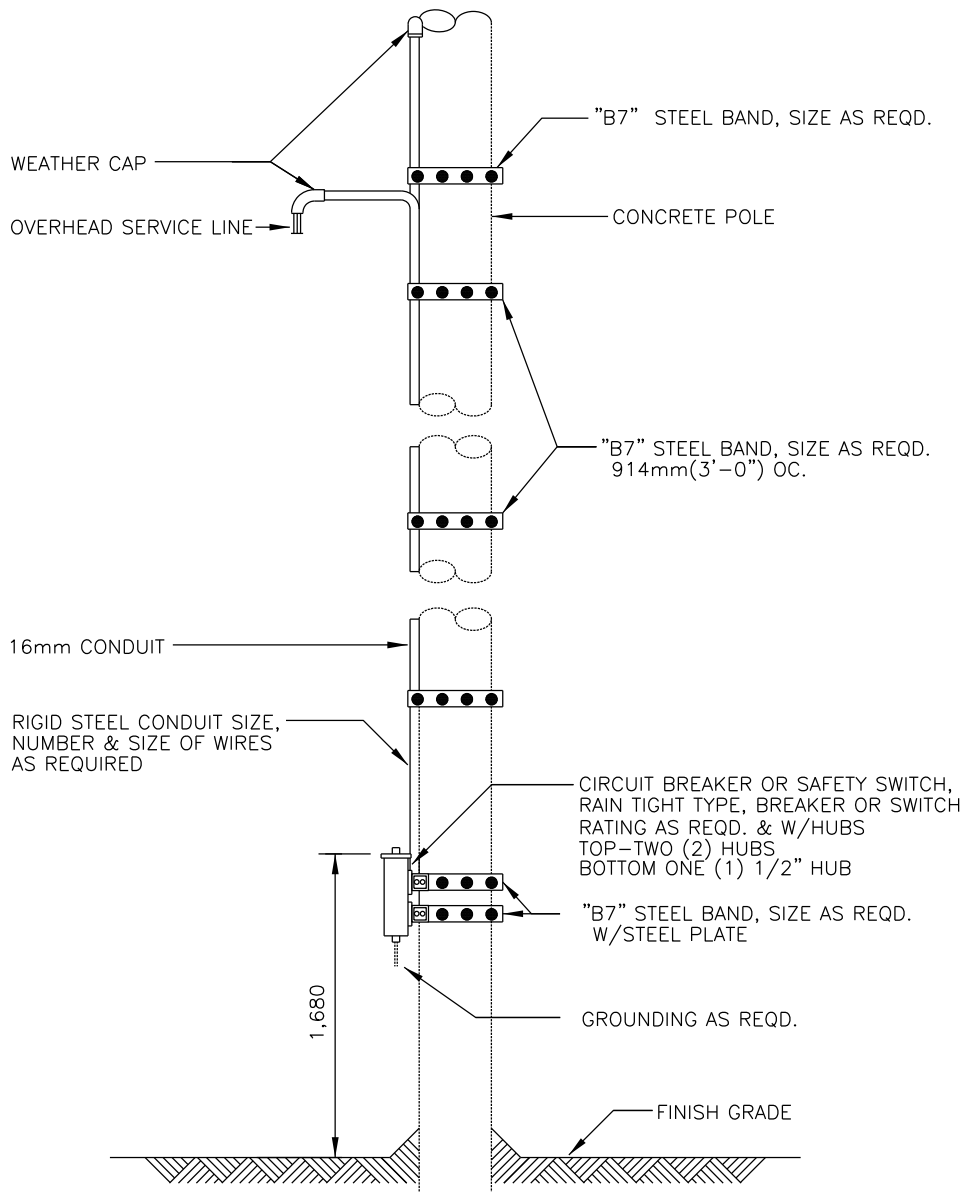 "B7" STEEL BAND, SIZE AS REQD.
WEATHER CAP
CONCRETE POLE
OVERHEAD SERVICE LINE
"B7" STEEL BAND, SIZE AS REQD.
914mm(3'-0") OC.
16mm CONDUIT
RIGID STEEL CONDUIT SIZE,
NUMBER & SIZE OF WIRES
AS REQUIRED
CIRCUIT BREAKER OR SAFETY SWITCH,
RAIN TIGHT TYPE, BREAKER OR SWITCH
RATING AS REQD. & W/HUBS
TOP-TWO (2) HUBS
BOTTOM ONE (1) 1/2" HUB
"B7" STEEL BAND, SIZE AS REQD.
W/STEEL PLATE
1,680
GROUNDING AS REQD.
FINISH GRADE